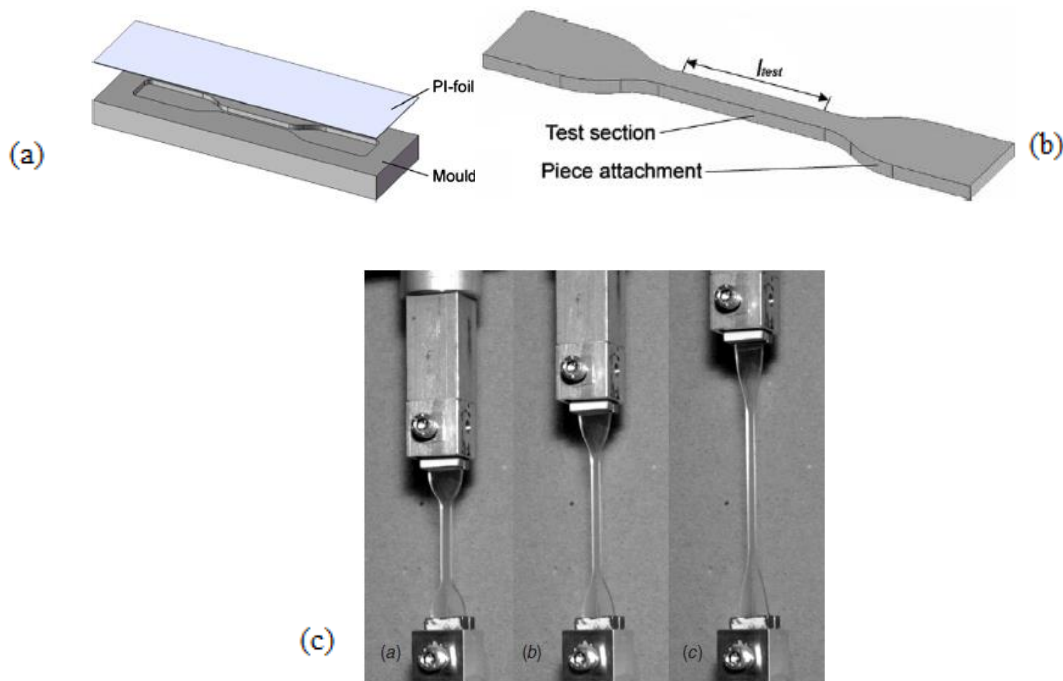 (a)
PI-foil
Mould
l_test
Test section
Piece attachment
(b)
(c)
(a)
(b)
(c)